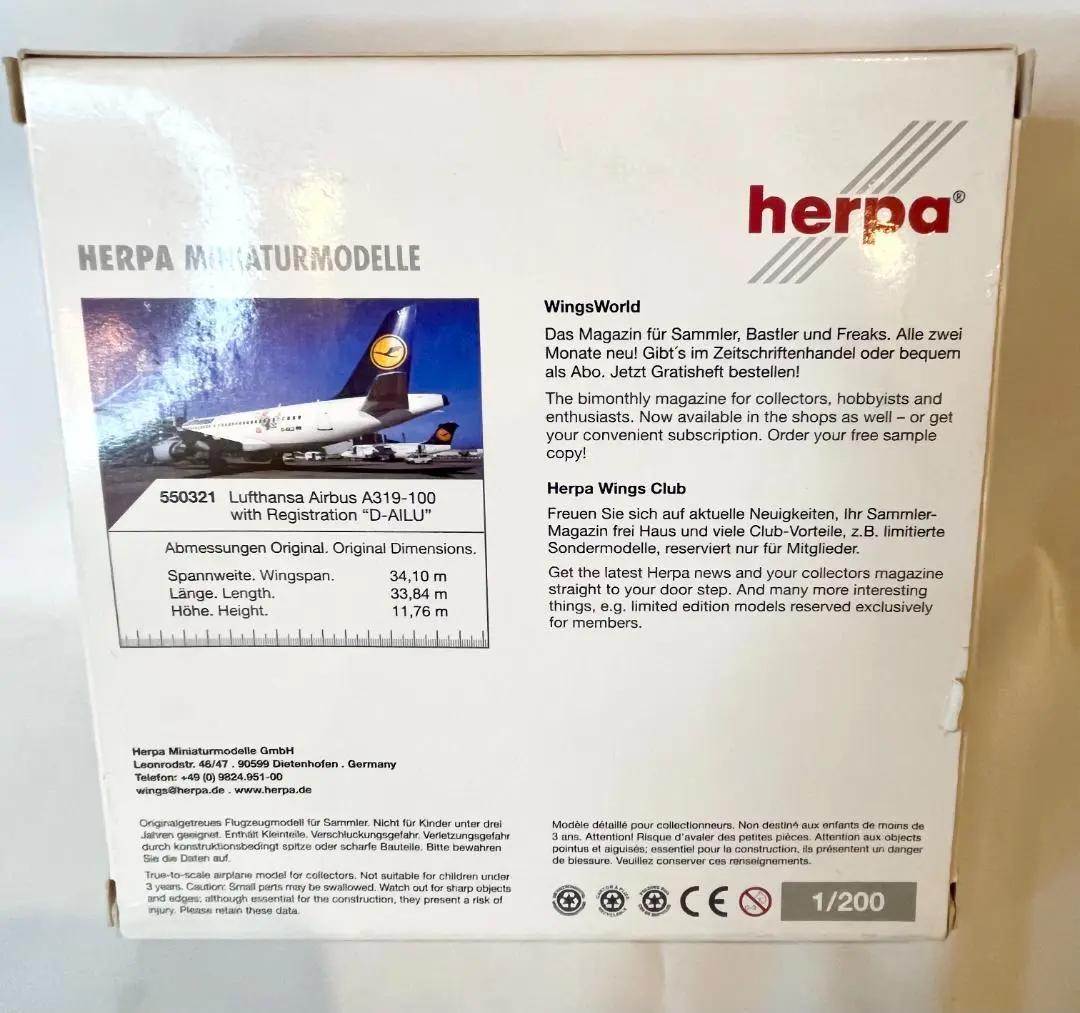 herpa®
HERPA MINIATURMODELLE
550321 Lufthansa Airbus A319-100
with Registration “D-AILU”
Abmessungen Original. Original Dimensions.
Spannweite. Wingspan. 34,10 m
Länge. Length. 33,84 m
Höhe. Height. 11,76 m
WingsWorld
Das Magazin für Sammler, Bastler und Freaks. Alle zwei
Monate neu! Gibt´s im Zeitschriftenhandel oder bequem
als Abo. Jetzt Gratisheft bestellen!
The bimonthly magazine for collectors, hobbyists and
enthusiasts. Now available in the shops as well – or get
your convenient subscription. Order your free sample
copy!
Herpa Wings Club
Freuen Sie sich auf aktuelle Neuigkeiten, Ihr Sammler-
Magazin frei Haus und viele Club-Vorteile, z.B. limitierte
Sondermodelle, reserviert nur für Mitglieder.
Get the latest Herpa news and your collectors magazine
straight to your door step. And many more interesting
things, e.g. limited edition models reserved exclusively
for members.
Herpa Miniaturmodelle GmbH
Leonrodstr. 46/47 . 90599 Dietenhofen . Germany
Telefon: +49 (0) 9824.951-00
wings@herpa.de . www.herpa.de
Originalgetreues Flugzeugmodell für Sammler. Nicht für Kinder unter drei
Jahren geeignet. Enthält Kleinteile. Verschluckungsgefahr. Verletzungsgefahr
durch konstruktionsbedingt spitze oder scharfe Bauteile. Bitte bewahren
Sie die Daten auf.
True-to-scale airplane model for collectors. Not suitable for children under
3 years. Caution: Small parts may be swallowed. Watch out for sharp objects
and edges; although essential for the construction, they present a risk of
injury. Please retain these data.
Modèle détaillé pour collectionneurs. Non destiné aux enfants de moins de
3 ans. Attention! Risque d'avaler des petites pièces. Attention aux objects
pointus et aiguisés; essentiel pour la construction, ils présentent un danger
de blessure. Veuillez conserver ces renseignements.
CE
0-3
1/200